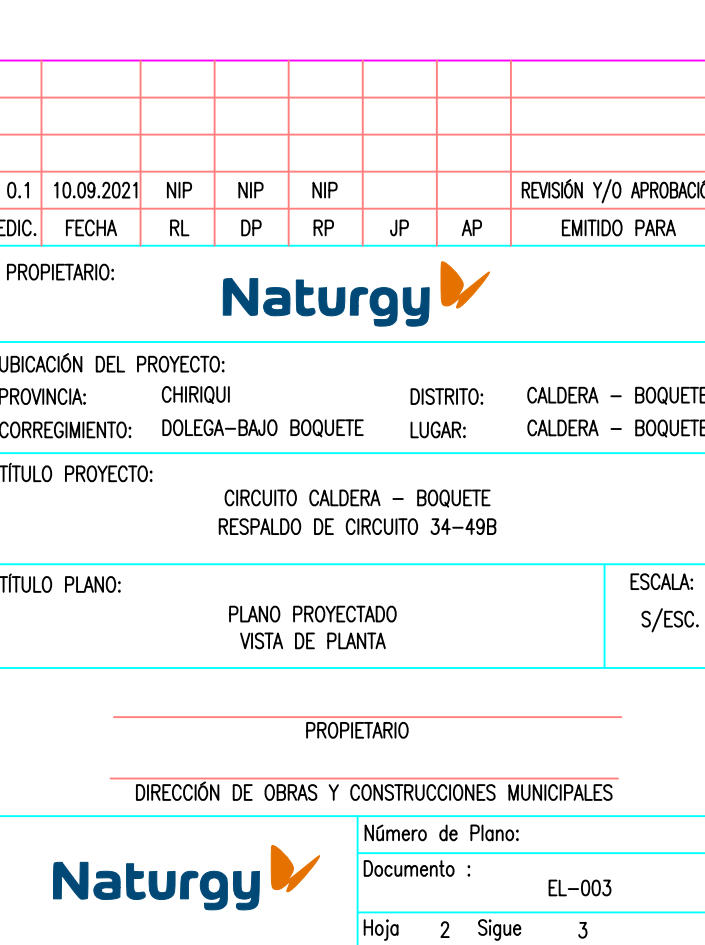 0.1 10.09.2021 NIP NIP NIP REVISIÓN Y/O APROBACIÓ
EDIC. FECHA RL DP RP JP AP EMITIDO PARA
PROPIETARIO:
Naturgy
UBICACIÓN DEL PROYECTO:
PROVINCIA: CHIRIQUI DISTRITO: CALDERA – BOQUETE
CORREGIMIENTO: DOLEGA–BAJO BOQUETE LUGAR: CALDERA – BOQUETE
TÍTULO PROYECTO:
CIRCUITO CALDERA – BOQUETE
RESPALDO DE CIRCUITO 34–49B
TÍTULO PLANO:
PLANO PROYECTADO
VISTA DE PLANTA
ESCALA:
S/ESC.
PROPIETARIO
DIRECCIÓN DE OBRAS Y CONSTRUCCIONES MUNICIPALES
Naturgy
Número de Plano:
Documento :
EL–003
Hoja 2 Sigue 3